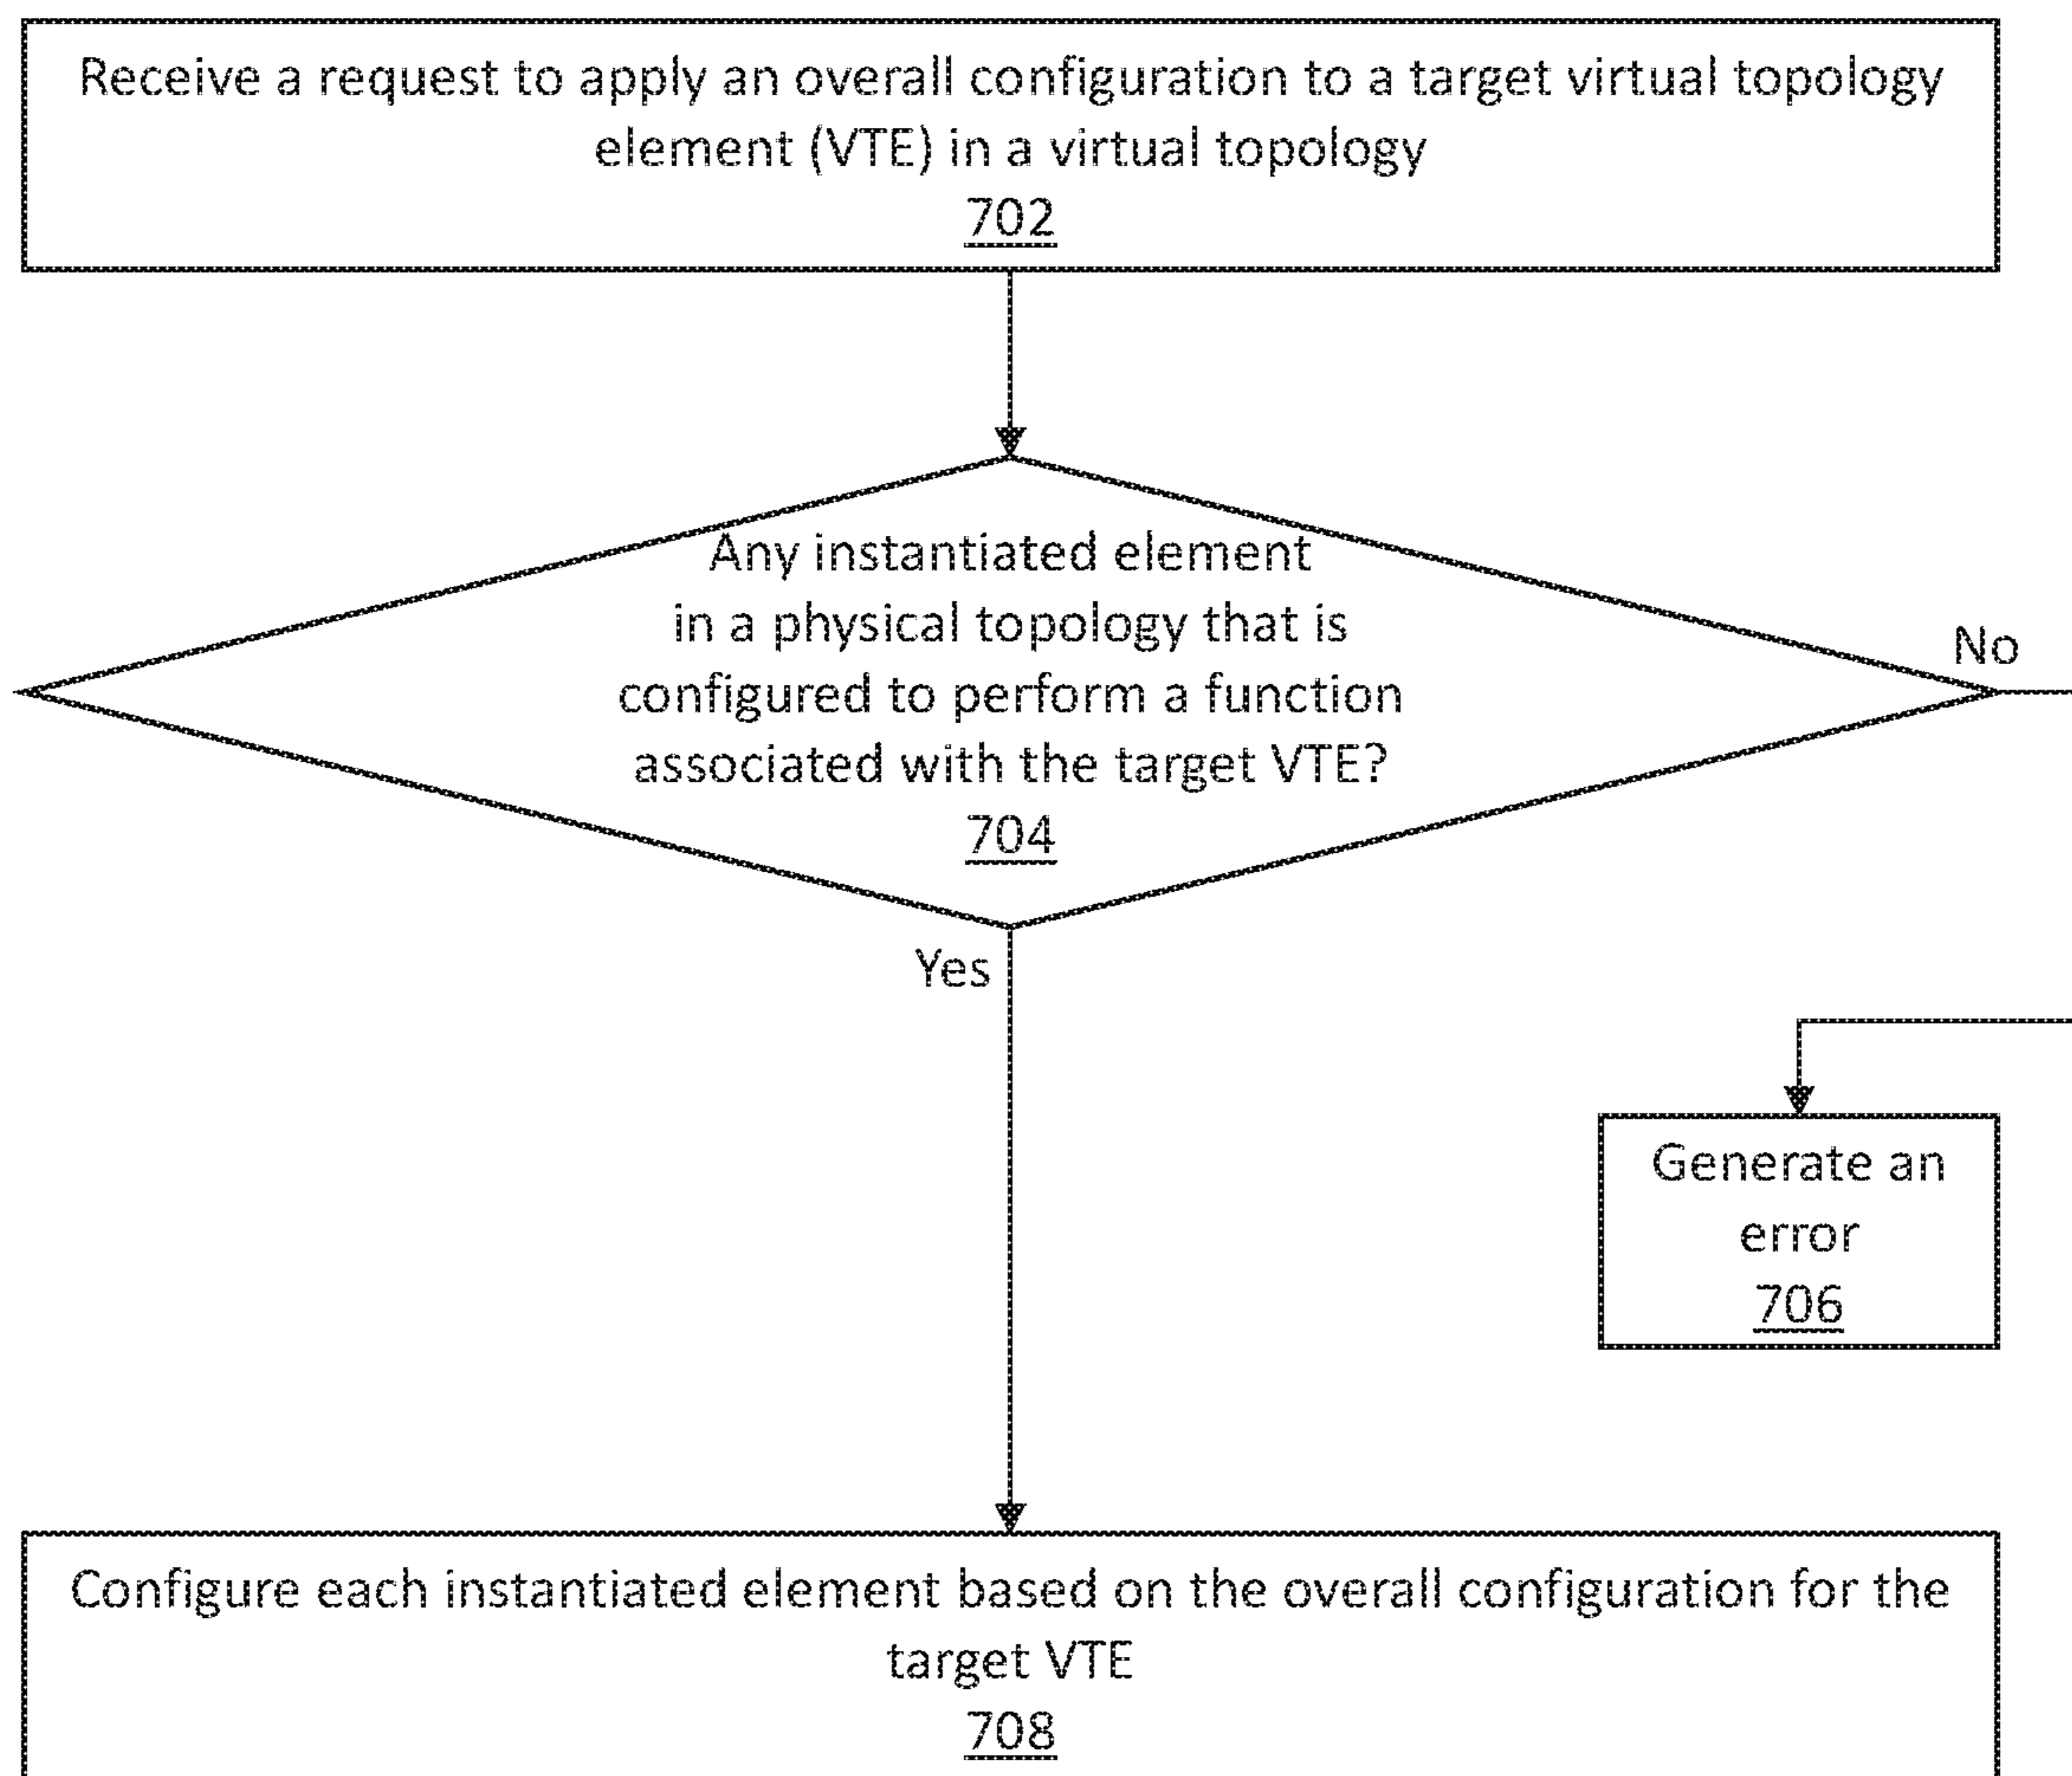 Receive a request to apply an overall configuration to a target virtual topology
element (VTE) in a virtual topology
702
Any instantiated element
in a physical topology that is
configured to perform a function
associated with the target VTE?
704
No
Yes
Generate an
error
706
Configure each instantiated element based on the overall configuration for the
target VTE
708